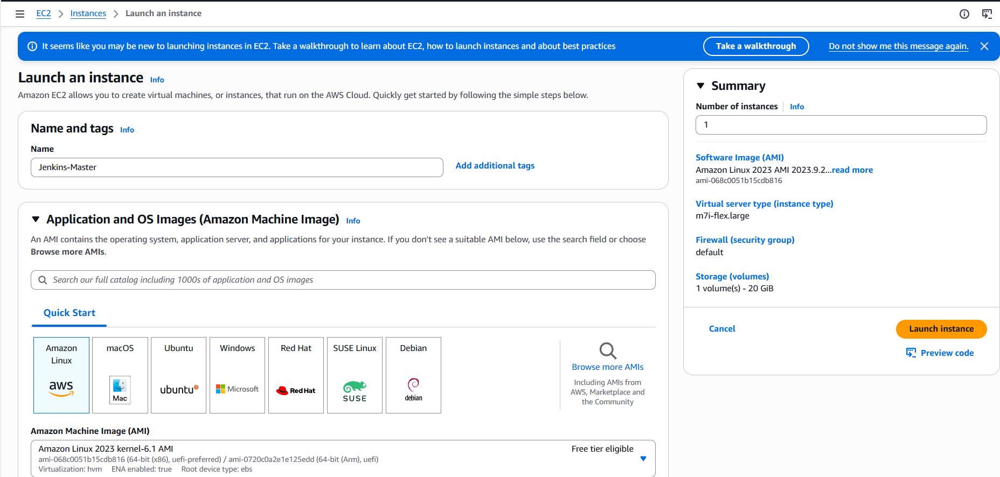 EC2 > Instances > Launch an instance
It seems like you may be new to launching instances in EC2. Take a walkthrough to learn about EC2, how to launch instances and about best practices
Take a walkthrough
Do not show me this message again.
Launch an instance Info
Amazon EC2 allows you to create virtual machines, or instances, that run on the AWS Cloud. Quickly get started by following the simple steps below.
Name and tags Info
Name
Jenkins-Master
Add additional tags
Application and OS Images (Amazon Machine Image) Info
An AMI contains the operating system, application server, and applications for your instance. If you don't see a suitable AMI below, use the search field or choose
Browse more AMIs.
Search our full catalog including 1000s of application and OS images
Quick Start
Amazon
Linux
aws
macOS
Mac
Ubuntu
ubuntu
Windows
Microsoft
Red Hat
Red Hat
SUSE Linux
SUSE
Debian
debian
Browse more AMIs
Including AMIs from
AWS, Marketplace and
the Community
Amazon Machine Image (AMI)
Amazon Linux 2023 kernel-6.1 AMI
Free tier eligible
ami-068c0051b15cdb816 (64-bit (x86), uefi-preferred) / ami-0720c0a2e1e125edd (64-bit (Arm), uefi)
Virtualization: hvm ENA enabled: true Root device type: ebs
Summary
Number of instances Info
1
Software Image (AMI)
Amazon Linux 2023 AMI 2023.9.2...read more
ami-068c0051b15cdb816
Virtual server type (instance type)
m7i-flex.large
Firewall (security group)
default
Storage (volumes)
1 volume(s) - 20 GiB
Cancel
Launch instance
Preview code